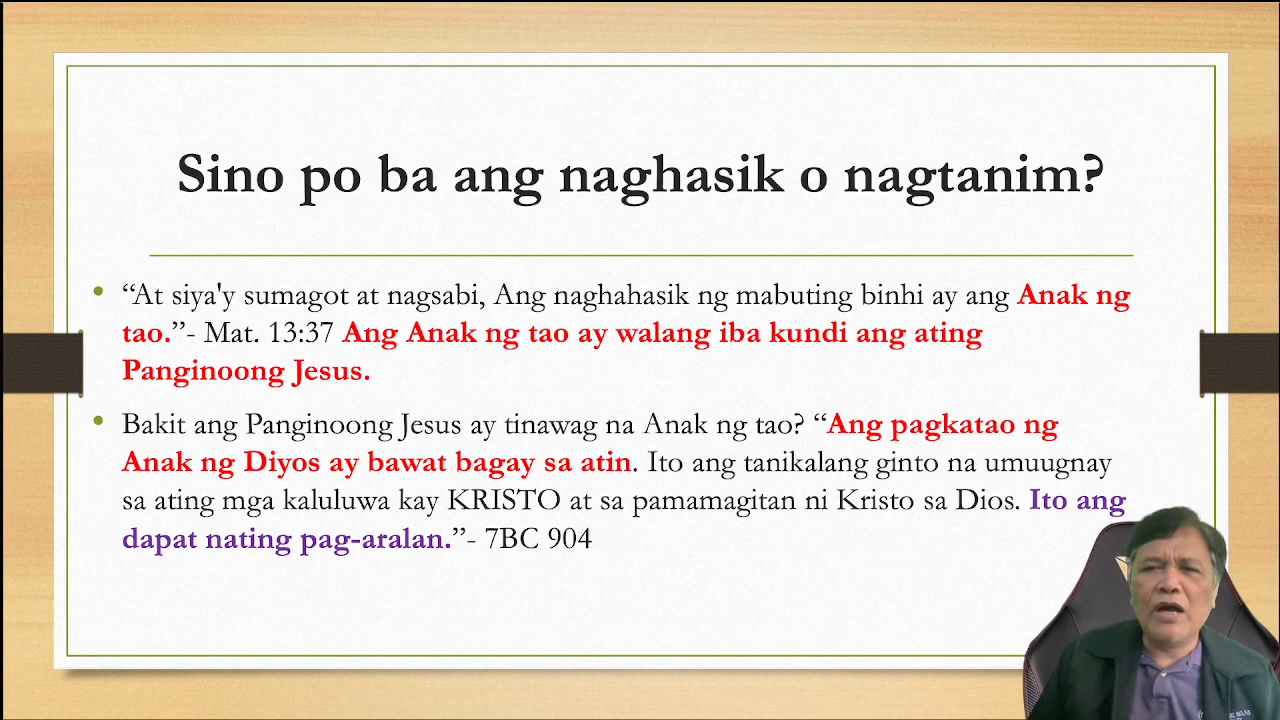 Sino po ba ang naghasik o nagtanim?
• “At siya'y sumagot at nagsabi, Ang naghahasik ng mabuting binhi ay ang Anak ng
tao.”- Mat. 13:37 Ang Anak ng tao ay walang iba kundi ang ating
Panginoong Jesus.
• Bakit ang Panginoong Jesus ay tinawag na Anak ng tao? “Ang pagkatao ng
Anak ng Diyos ay bawat bagay sa atin. Ito ang tanikalang ginto na umuugnay
sa ating mga kaluluwa kay KRISTO at sa pamamagitan ni Kristo sa Dios. Ito ang
dapat nating pag-aralan.”- 7BC 904